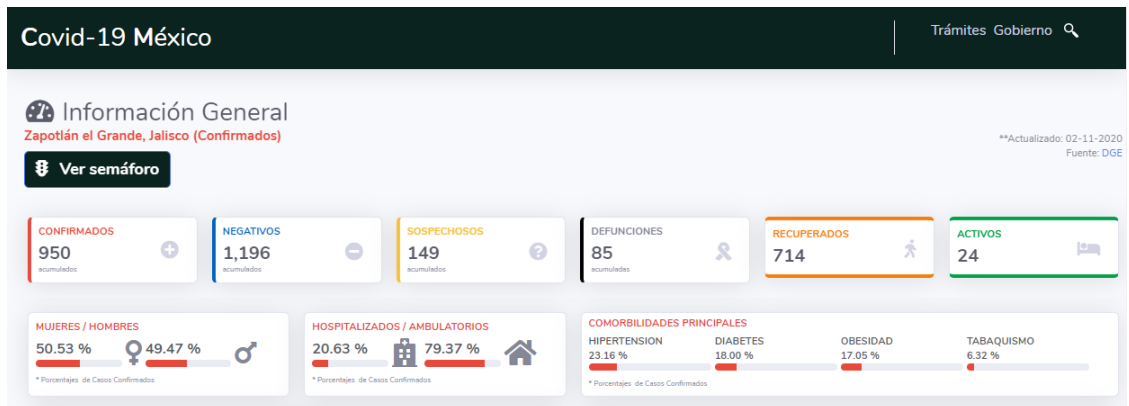 Covid-19 México
Trámites Gobierno
Información General
Zapotlán el Grande, Jalisco (Confirmados)
**Actualizado: 02-11-2020
Fuente: DGE
Ver semáforo
CONFIRMADOS
950
acumulados
NEGATIVOS
1,196
acumulados
SOSPECHOSOS
149
acumulados
DEFUNCIONES
85
acumuladas
RECUPERADOS
714
ACTIVOS
24
MUJERES / HOMBRES
50.53 % 49.47 %
* Porcentajes de Casos Confirmados
HOSPITALIZADOS / AMBULATORIOS
20.63 % 79.37 %
* Porcentajes de Casos Confirmados
COMORBILIDADES PRINCIPALES
HIPERTENSION DIABETES OBESIDAD TABAQUISMO
23.16 % 18.00 % 17.05 % 6.32 %
* Porcentajes de Casos Confirmados